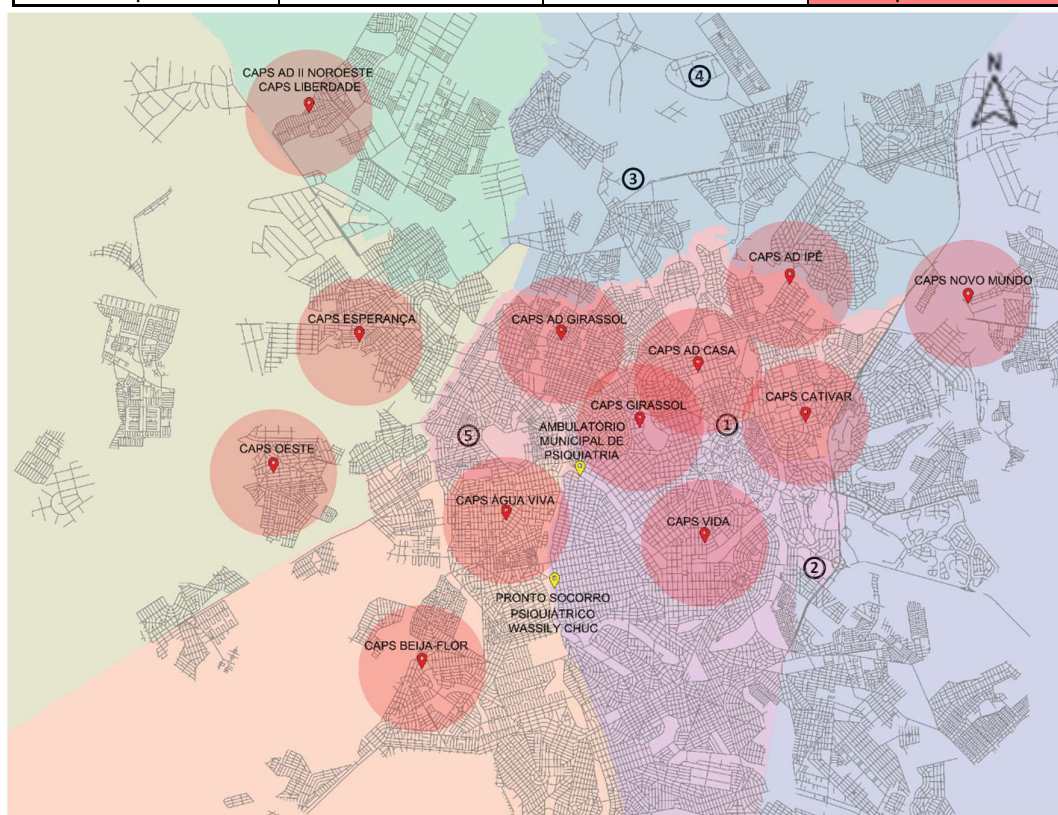 CAPS AD II NOROESTE
CAPS LIBERDADE
④
N
③
CAPS AD IPÊ
CAPS NOVO MUNDO
CAPS ESPERANÇA
CAPS AD GIRASSOL
CAPS AD CASA
CAPS GIRASSOL
CAPS CATIVAR
①
AMBULATÓRIO
MUNICIPAL DE
PSIQUIATRIA
⑤
CAPS OESTE
CAPS ÁGUA VIVA
CAPS VIDA
②
PRONTO SOCORRO
PSIQUIÁTRICO
WASSILY CHUC
CAPS BEIJA-FLOR